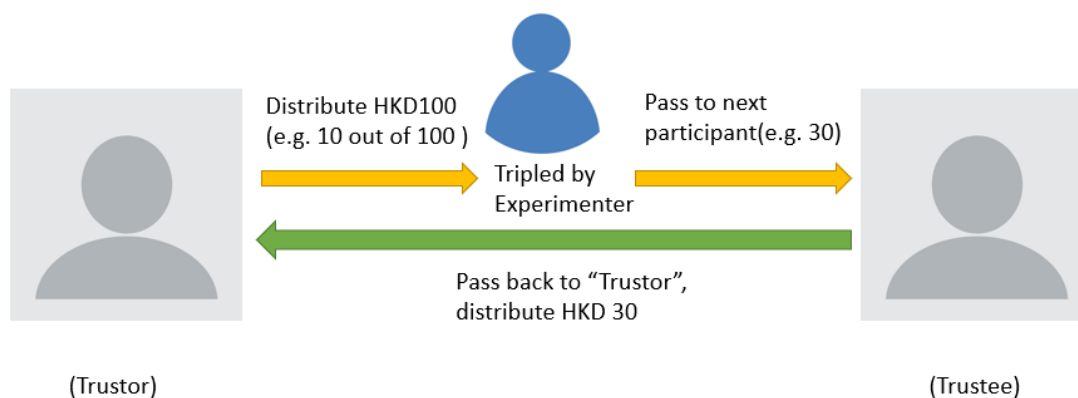 Distribute HKD100
(e.g. 10 out of 100 )
Tripled by
Experimenter
Pass to next
participant(e.g. 30)
Pass back to “Trustor”,
distribute HKD 30
(Trustor)
(Trustee)